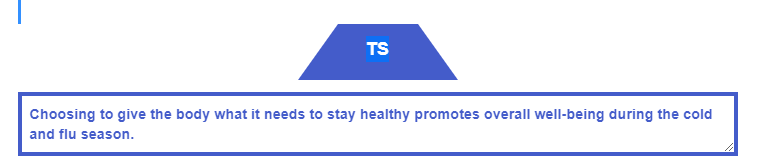 TS
Choosing to give the body what it needs to stay healthy promotes overall well-being during the cold
and flu season.